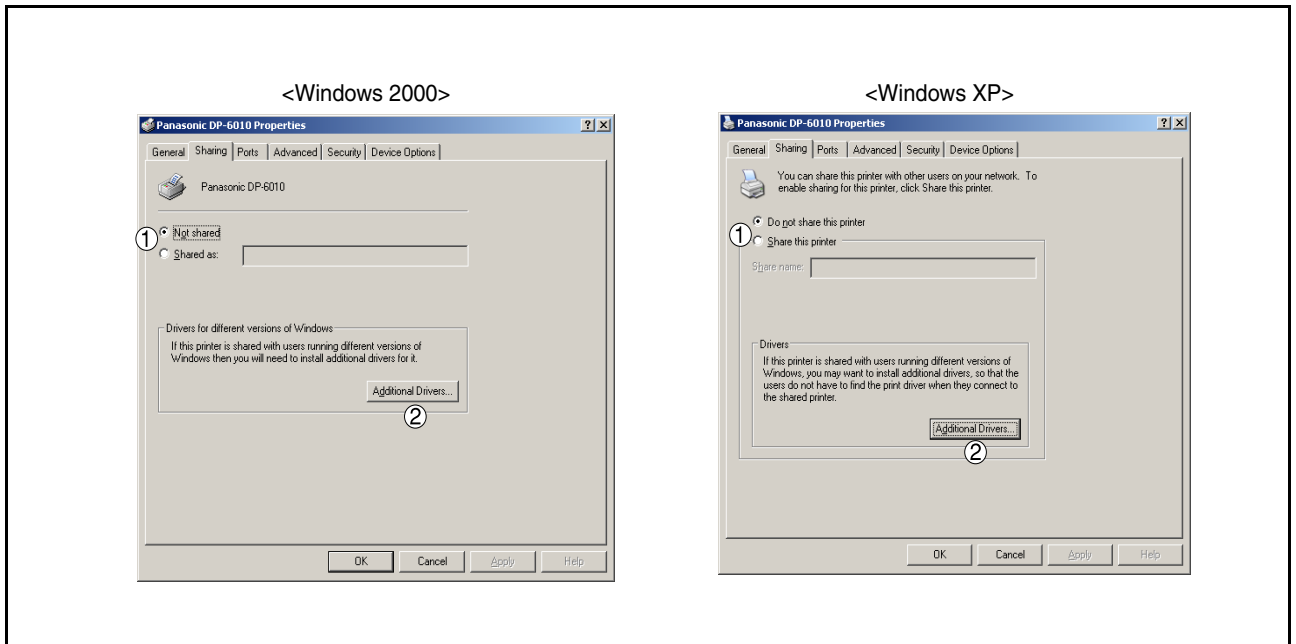 <Windows 2000>
Panasonic DP-6010 Properties
General Sharing Ports Advanced Security Device Options
Panasonic DP-6010
① Not shared
Shared as:
Drivers for different versions of Windows
If this printer is shared with users running different versions of
Windows then you will need to install additional drivers for it.
Additional Drivers...
②
OK Cancel Apply Help
<Windows XP>
Panasonic DP-6010 Properties
General Sharing Ports Advanced Security Device Options
You can share this printer with other users on your network. To
enable sharing for this printer, click Share this printer.
Do not share this printer
① Share this printer
Share name:
Drivers
If this printer is shared with users running different versions of
Windows, you may want to install additional drivers, so that the
users do not have to find the print driver when they connect to
the shared printer.
Additional Drivers...
②
OK Cancel Apply Help